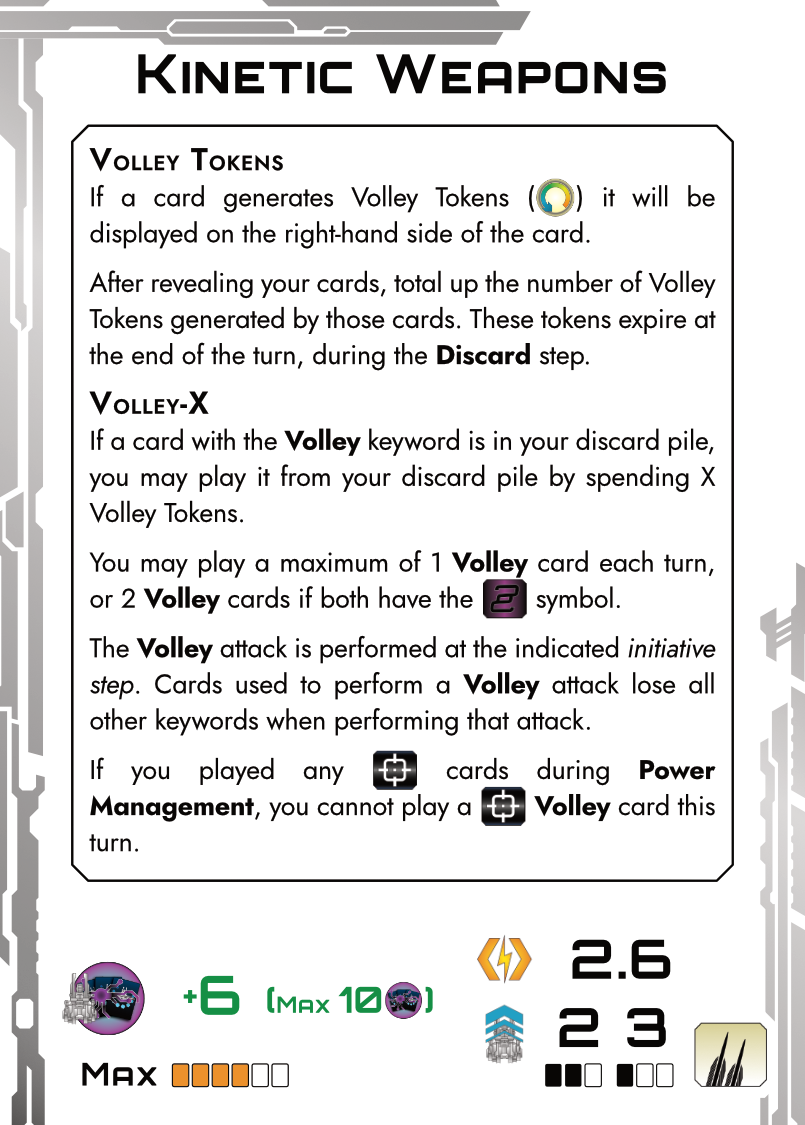 Kinetic Weapons
Volley Tokens
If a card generates Volley Tokens ( ) it will be
displayed on the right-hand side of the card.
After revealing your cards, total up the number of Volley
Tokens generated by those cards. These tokens expire at
the end of the turn, during the Discard step.
Volley-X
If a card with the Volley keyword is in your discard pile,
you may play it from your discard pile by spending X
Volley Tokens.
You may play a maximum of 1 Volley card each turn,
or 2 Volley cards if both have the 2 symbol.
The Volley attack is performed at the indicated initiative
step. Cards used to perform a Volley attack lose all
other keywords when performing that attack.
If you played any cards during Power
Management, you cannot play a Volley card this
turn.
+6 (Max 10 )
Max
2.6
2 3